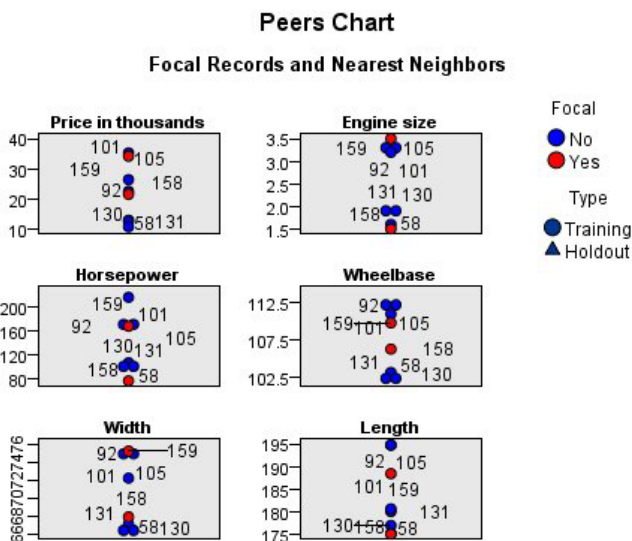 Peers Chart
Focal Records and Nearest Neighbors
Focal
No
Yes
Type
Training
Holdout
Price in thousands
40
30
20
10
101
105
159
158
92
130
58 131
Engine size
3.5
3.0
2.5
2.0
1.5
159 105
92 101
131 130
158
58
Horsepower
200
160
120
80
159
101
92
105
130 131
158 58
Wheelbase
112.5
107.5
102.5
92
159 101 105
158
131 58 130
Width
92 159
101 105
158
131
58 130
Length
195
190
185
180
175
92 105
101 159
131
130 158 58